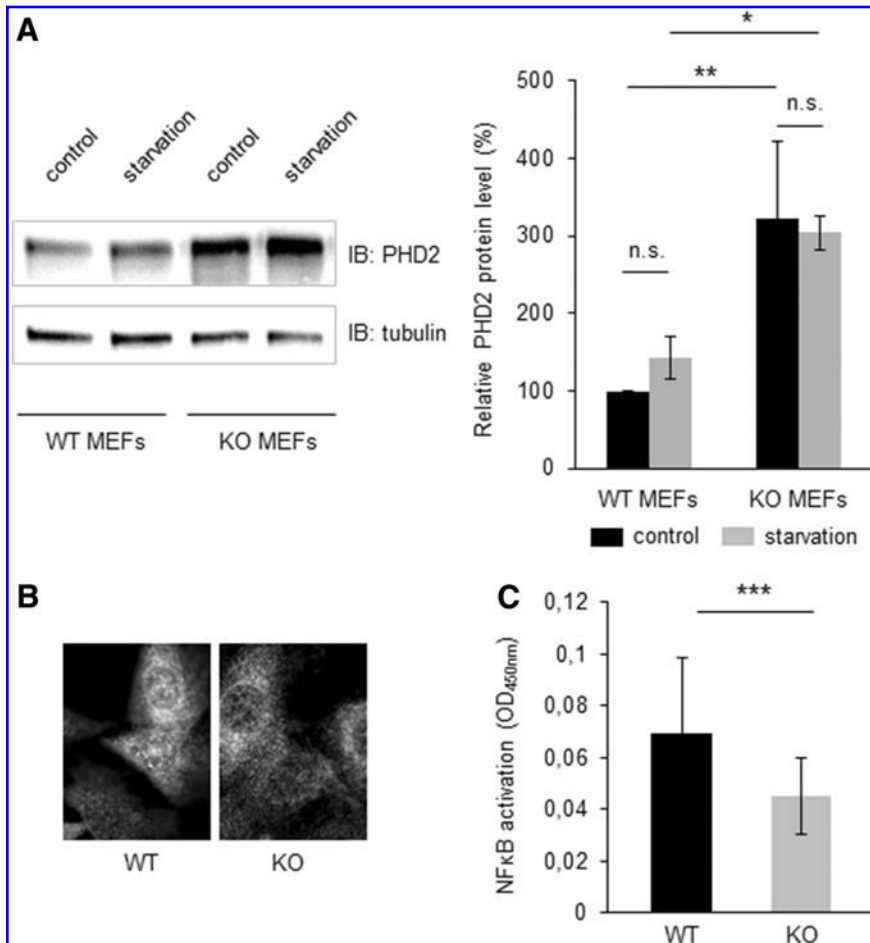 A
control
starvation
control
starvation
IB: PHD2
IB: tubulin
WT MEFs
KO MEFs
Relative PHD2 protein level (%)
500
400
300
200
100
0
*
**
n.s.
n.s.
WT MEFs
KO MEFs
control
starvation
B
WT
KO
C
NFκB activation (OD450nm)
0,12
0,1
0,08
0,06
0,04
0,02
0
***
WT
KO